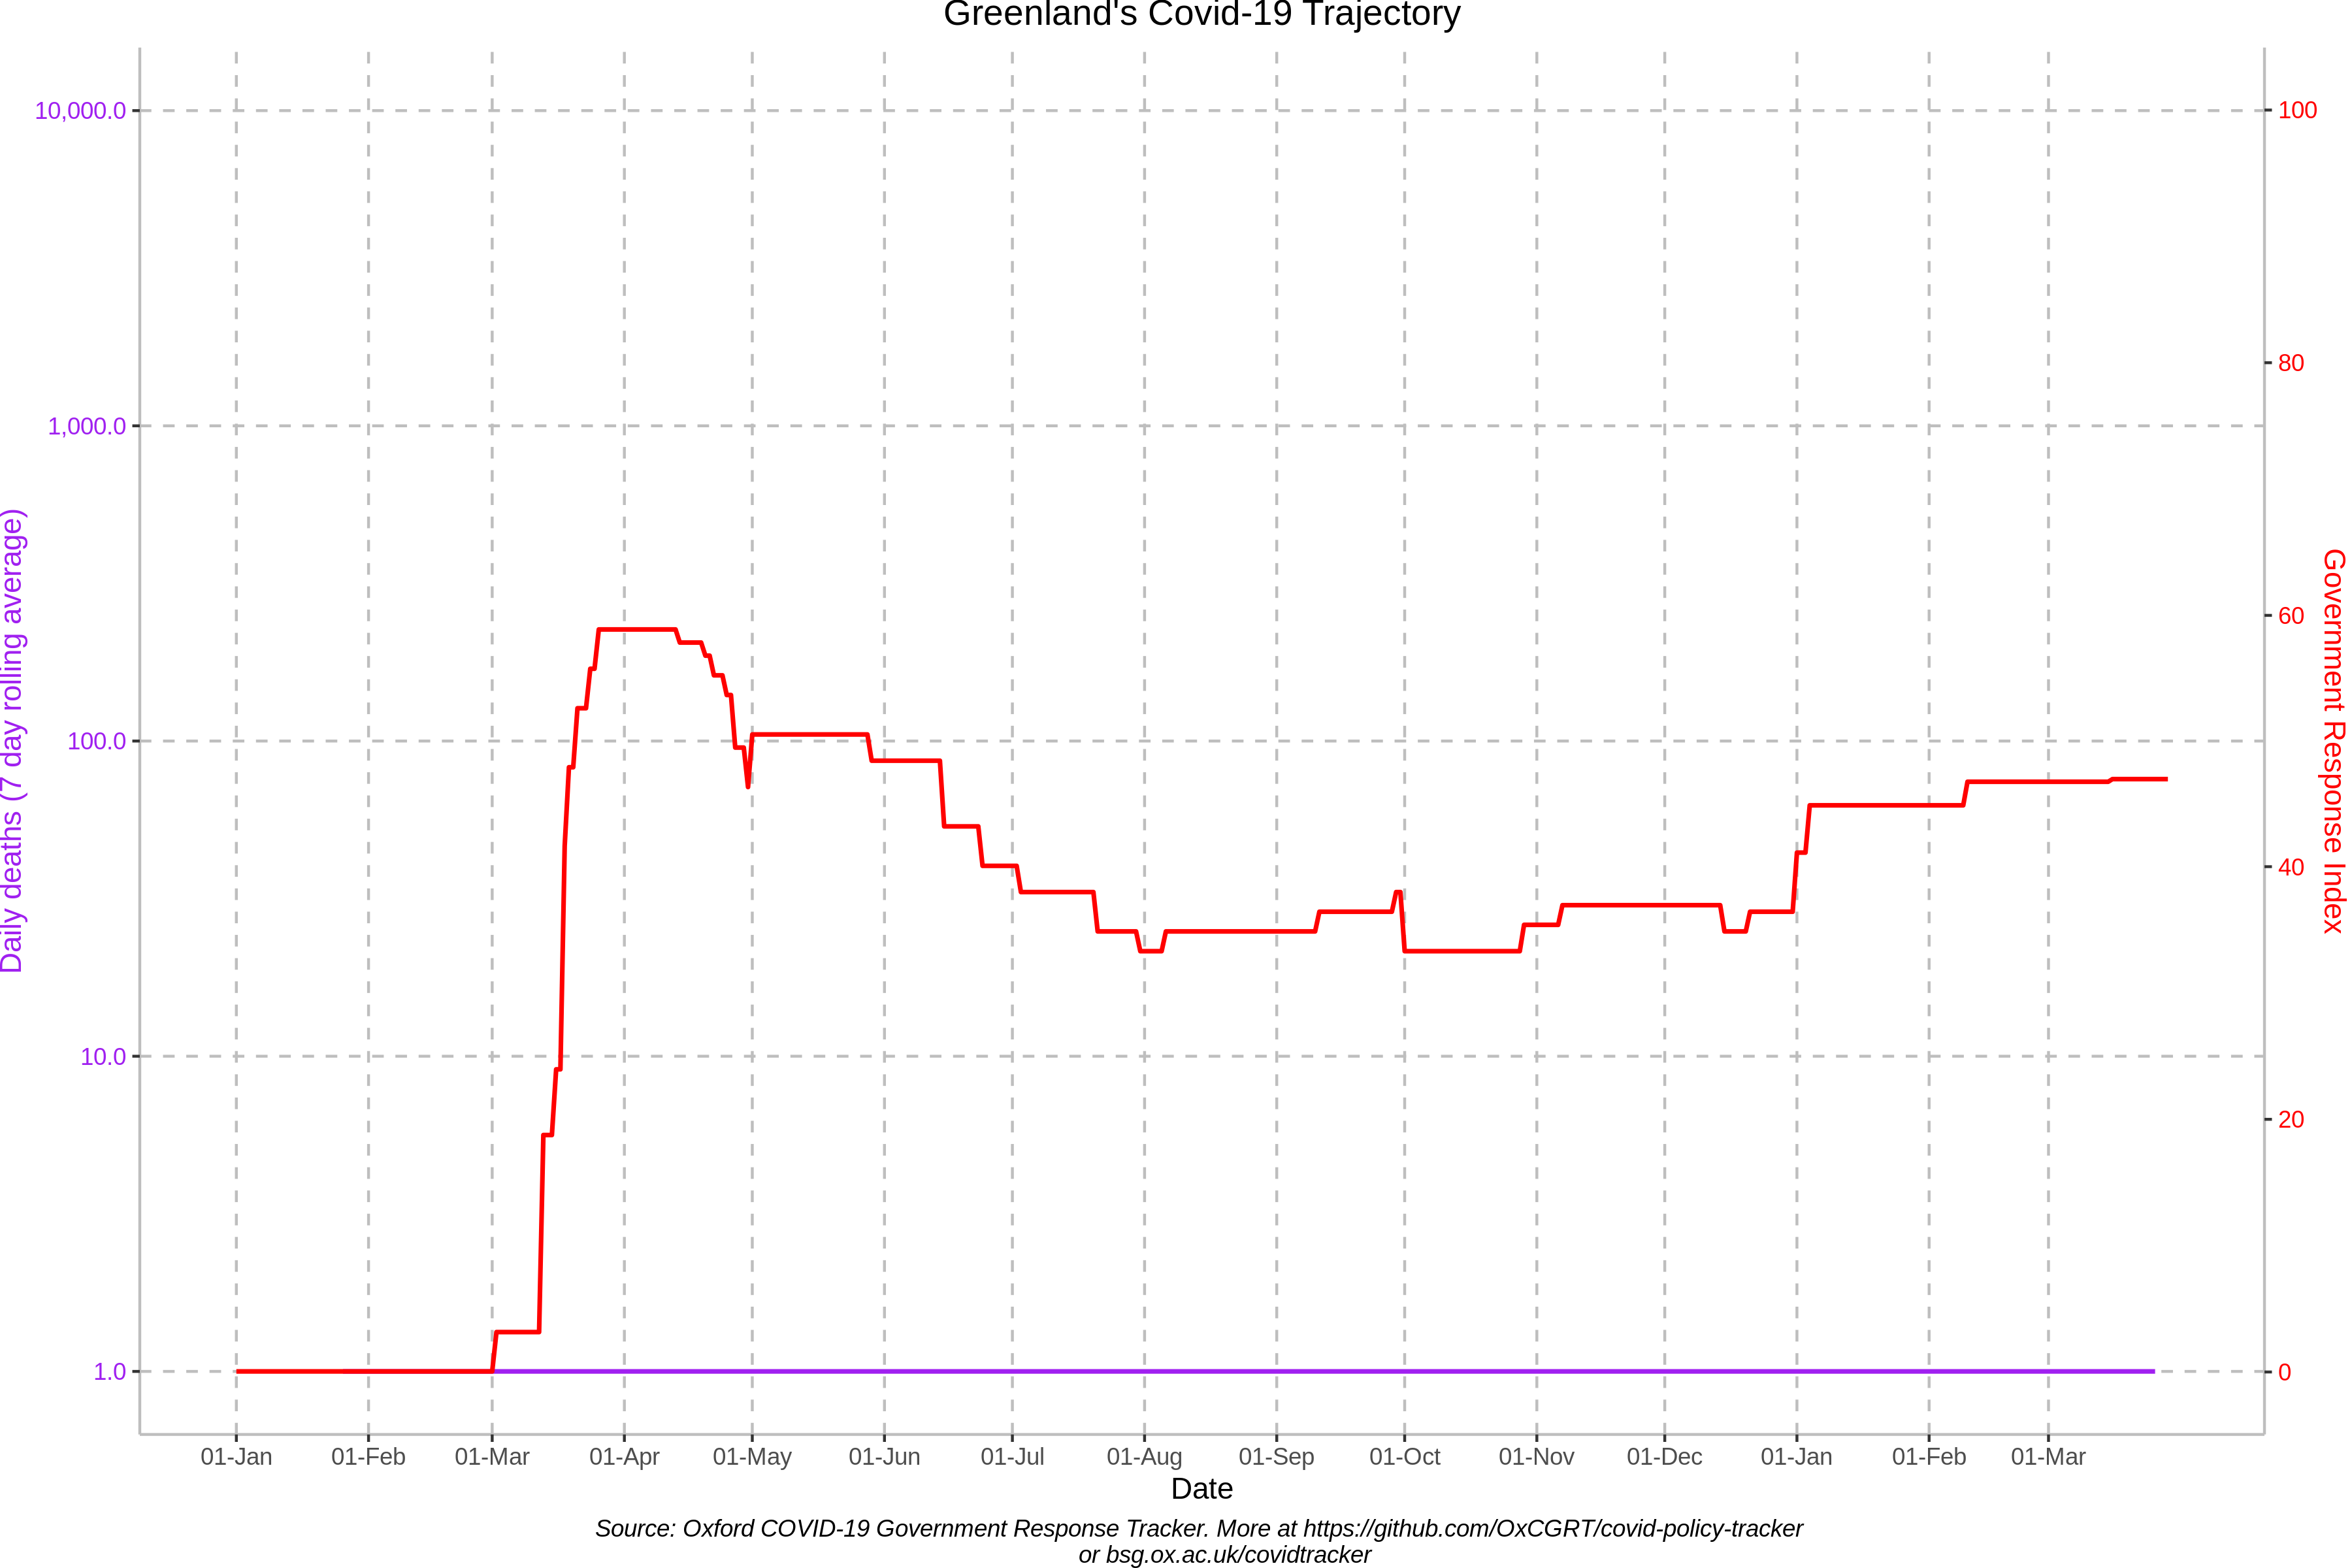 Greenland's Covid-19 Trajectory
Daily deaths (7 day rolling average)
10,000.0
1,000.0
100.0
10.0
1.0
100
80
60
40
20
0
Government Response Index
01-Jan 01-Feb 01-Mar 01-Apr 01-May 01-Jun 01-Jul 01-Aug 01-Sep 01-Oct 01-Nov 01-Dec 01-Jan 01-Feb 01-Mar
Date
Source: Oxford COVID-19 Government Response Tracker. More at https://github.com/OxCGRT/covid-policy-tracker
or bsg.ox.ac.uk/covidtracker